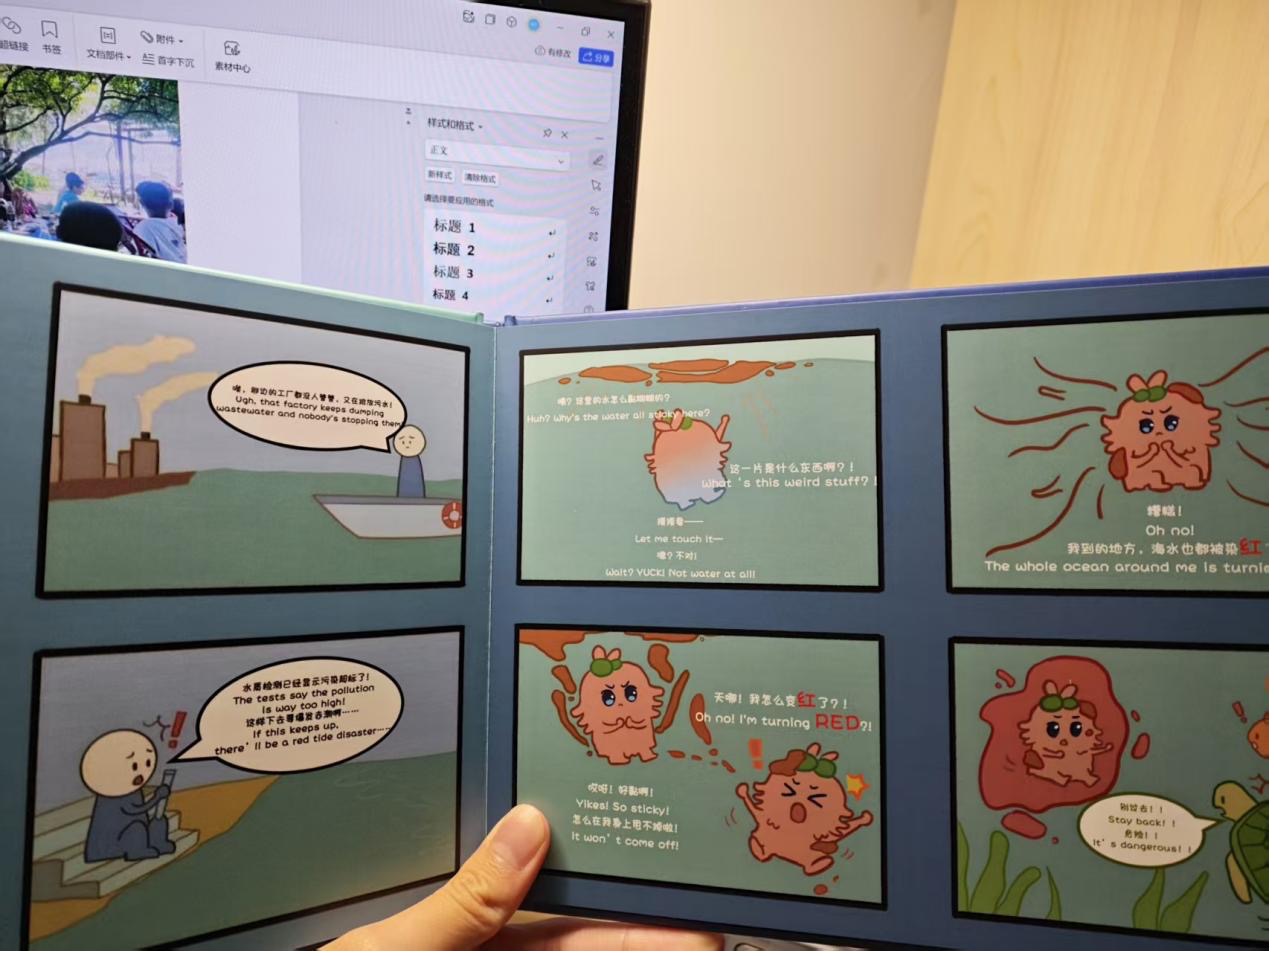 超链接
书签
文档部件
附件
首字下沉
素材中心
有修改
分享
样式和格式
正文
新样式
清除格式
请选择要应用的格式
标题 1
标题 2
标题 3
标题 4
嗐，那边的工厂都没人管管，又在排放污水！
Ugh, that factory keeps dumping
wastewater and nobody's stopping them
水质检测已经显示污染超标了！
The tests say the pollution
is way too high!
这样下去要爆发赤潮啊……
If this keeps up,
there'll be a red tide disaster...
嗯？这里的水怎么黏糊糊的？
Huh? Why's the water all sticky here?
这一片是什么东西啊？！
What 's this weird stuff?!
摸摸看——
Let me touch it—
嗯？不对！
Wait? YUCK! Not water at all!
天哪！我怎么变红了？！
Oh no! I'm turning RED?!
哎呀！好黏啊！
Yikes! So sticky!
怎么在我身上甩不掉啦！
It won't come off!
糟糕！
Oh no!
我到的地方，海水也都被染红
The whole ocean around me is turnin
别过去！！
Stay back!！
危险！！
It's dangerous!！